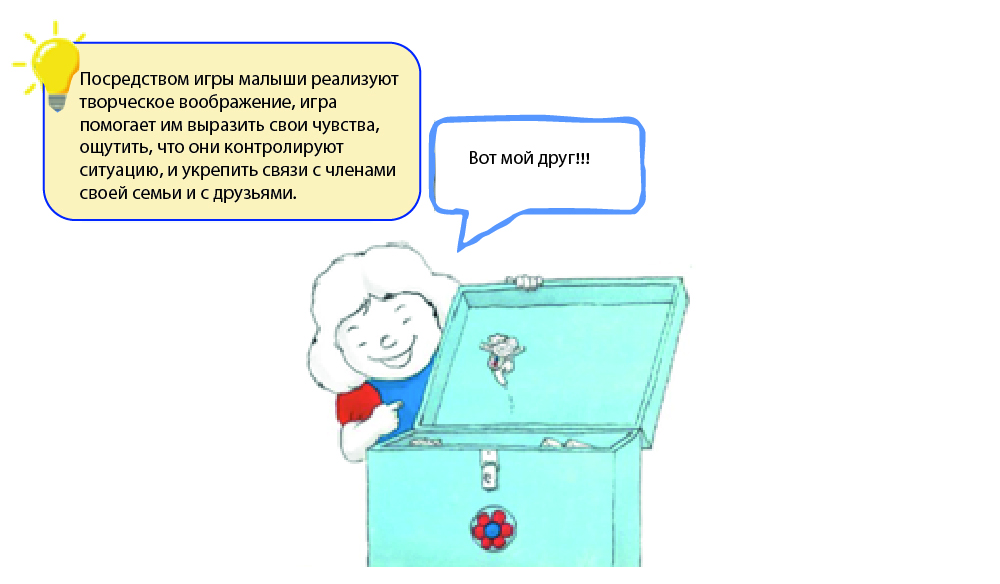 Посредством игры малыши реализуют
творческое воображение, игра
помогает им выразить свои чувства,
ощутить, что они контролируют
ситуацию, и укрепить связи с членами
своей семьи и с друзьями.
Вот мой друг!!!